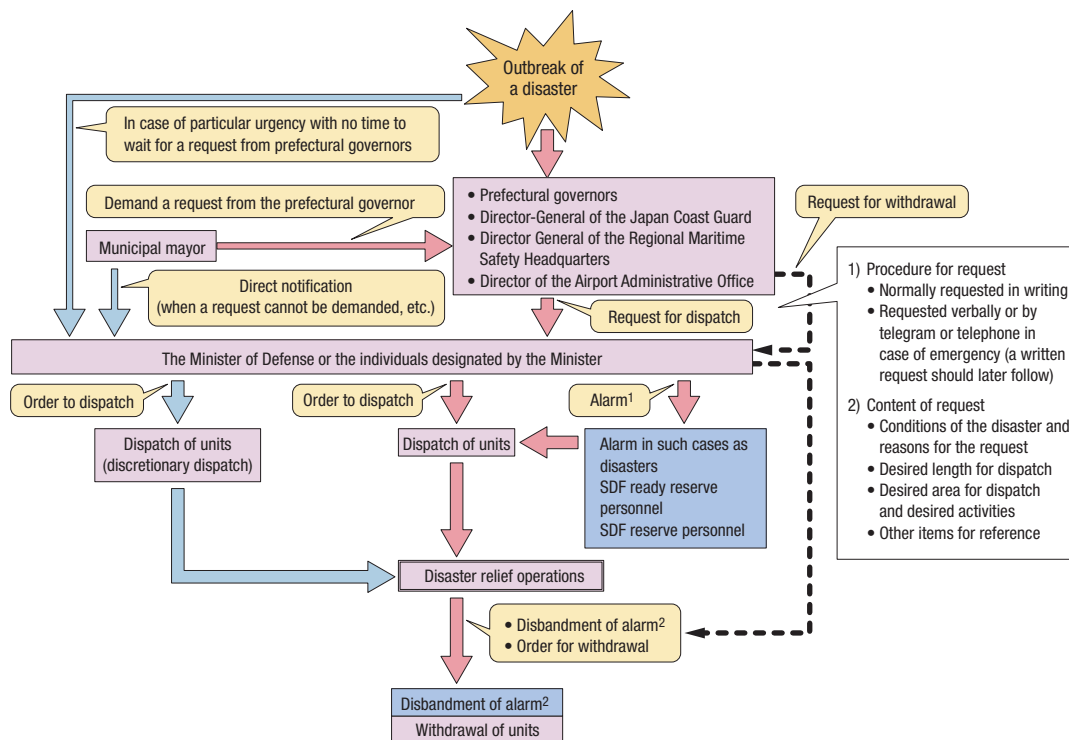 Outbreak of
a disaster
In case of particular urgency with no time to
wait for a request from prefectural governors
Demand a request from the prefectural governor
Municipal mayor
• Prefectural governors
• Director-General of the Japan Coast Guard
• Director General of the Regional Maritime
Safety Headquarters
• Director of the Airport Administrative Office
Request for withdrawal
Direct notification
(when a request cannot be demanded, etc.)
Request for dispatch
1) Procedure for request
• Normally requested in writing
• Requested verbally or by
telegram or telephone in
case of emergency (a written
request should later follow)
2) Content of request
• Conditions of the disaster and
reasons for the request
• Desired length for dispatch
• Desired area for dispatch
and desired activities
• Other items for reference
The Minister of Defense or the individuals designated by the Minister
Order to dispatch
Order to dispatch
Alarm1
Dispatch of units
(discretionary dispatch)
Dispatch of units
Alarm in such cases as
disasters
SDF ready reserve
personnel
SDF reserve personnel
Disaster relief operations
• Disbandment of alarm2
• Order for withdrawal
Disbandment of alarm2
Withdrawal of units